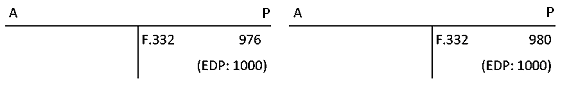 A P A P
F.332 976 F.332 980
(EDP: 1000) (EDP: 1000)